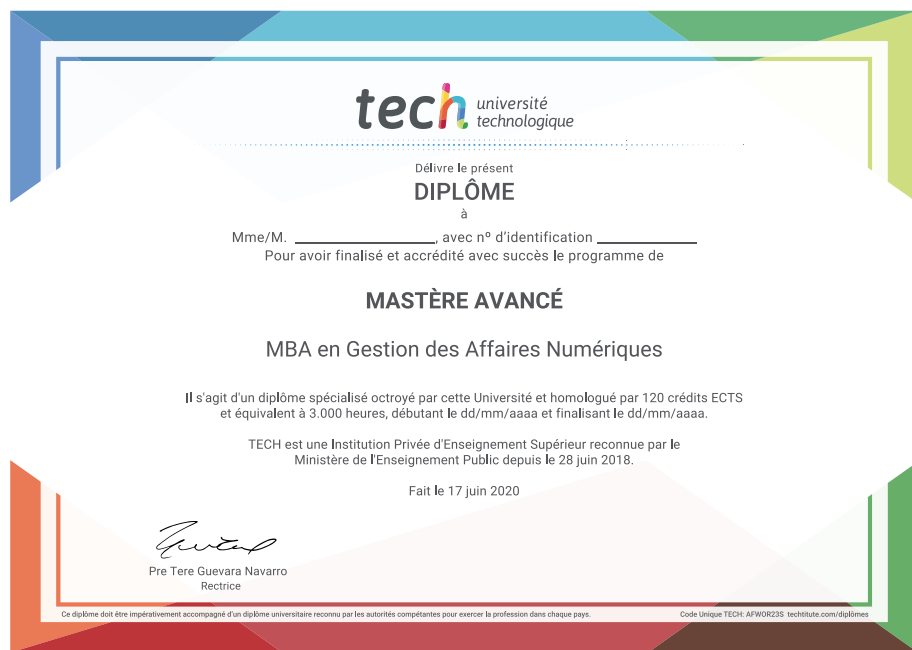 tech université
technologique
Délivre le présent
DIPLÔME
à
Mme/M. ____________________, avec nº d'identification ______________
Pour avoir finalisé et accrédité avec succès le programme de
MASTÈRE AVANCÉ
MBA en Gestion des Affaires Numériques
Il s'agit d'un diplôme spécialisé octroyé par cette Université et homologué par 120 crédits ECTS
et équivalent à 3.000 heures, débutant le dd/mm/aaaa et finalisant le dd/mm/aaaa.
TECH est une Institution Privée d'Enseignement Supérieur reconnue par le
Ministère de l'Enseignement Public depuis le 28 juin 2018.
Fait le 17 juin 2020
Pre Tere Guevara Navarro
Rectrice
Ce diplôme doit être impérativement accompagné d'un diplôme universitaire reconnu par les autorités compétentes pour exercer la profession dans chaque pays.
Code Unique TECH: AFWOR23S techtitute.com/diplômes